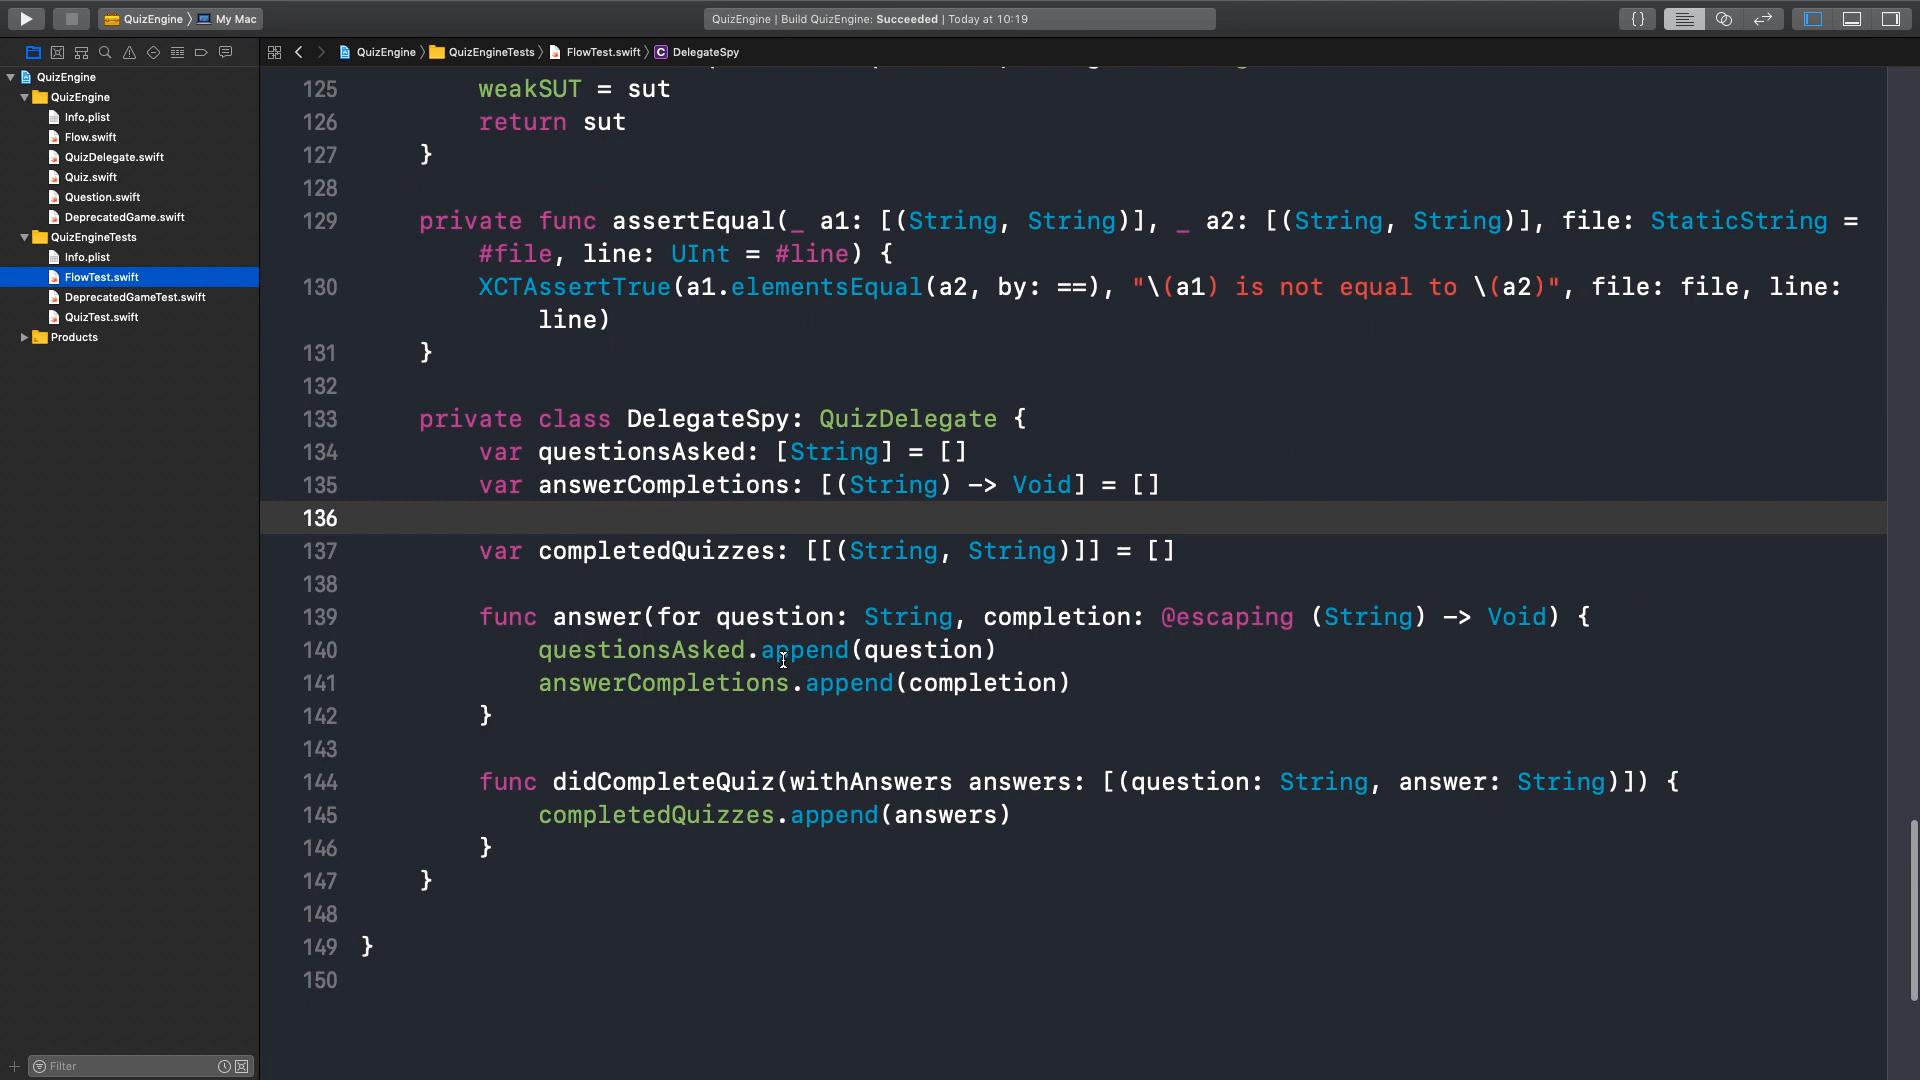 QuizEngine 〉 My Mac
QuizEngine | Build QuizEngine: Succeeded | Today at 10:19
{}
QuizEngine 〉 QuizEngineTests 〉 FlowTest.swift 〉 C DelegateSpy
QuizEngine
QuizEngine
Info.plist
Flow.swift
QuizDelegate.swift
Quiz.swift
Question.swift
DeprecatedGame.swift
QuizEngineTests
Info.plist
FlowTest.swift
DeprecatedGameTest.swift
QuizTest.swift
Products
Filter
125 weakSUT = sut
126 return sut
127 }
128
129 private func assertEqual(_ a1: [(String, String)], _ a2: [(String, String)], file: StaticString =
#file, line: UInt = #line) {
130 XCTAssertTrue(a1.elementsEqual(a2, by: ==), "\(a1) is not equal to \(a2)", file: file, line:
line)
131 }
132
133 private class DelegateSpy: QuizDelegate {
134 var questionsAsked: [String] = []
135 var answerCompletions: [(String) -> Void] = []
136
137 var completedQuizzes: [[(String, String)]] = []
138
139 func answer(for question: String, completion: @escaping (String) -> Void) {
140 questionsAsked.append(question)
141 answerCompletions.append(completion)
142 }
143
144 func didCompleteQuiz(withAnswers answers: [(question: String, answer: String)]) {
145 completedQuizzes.append(answers)
146 }
147 }
148
149 }
150